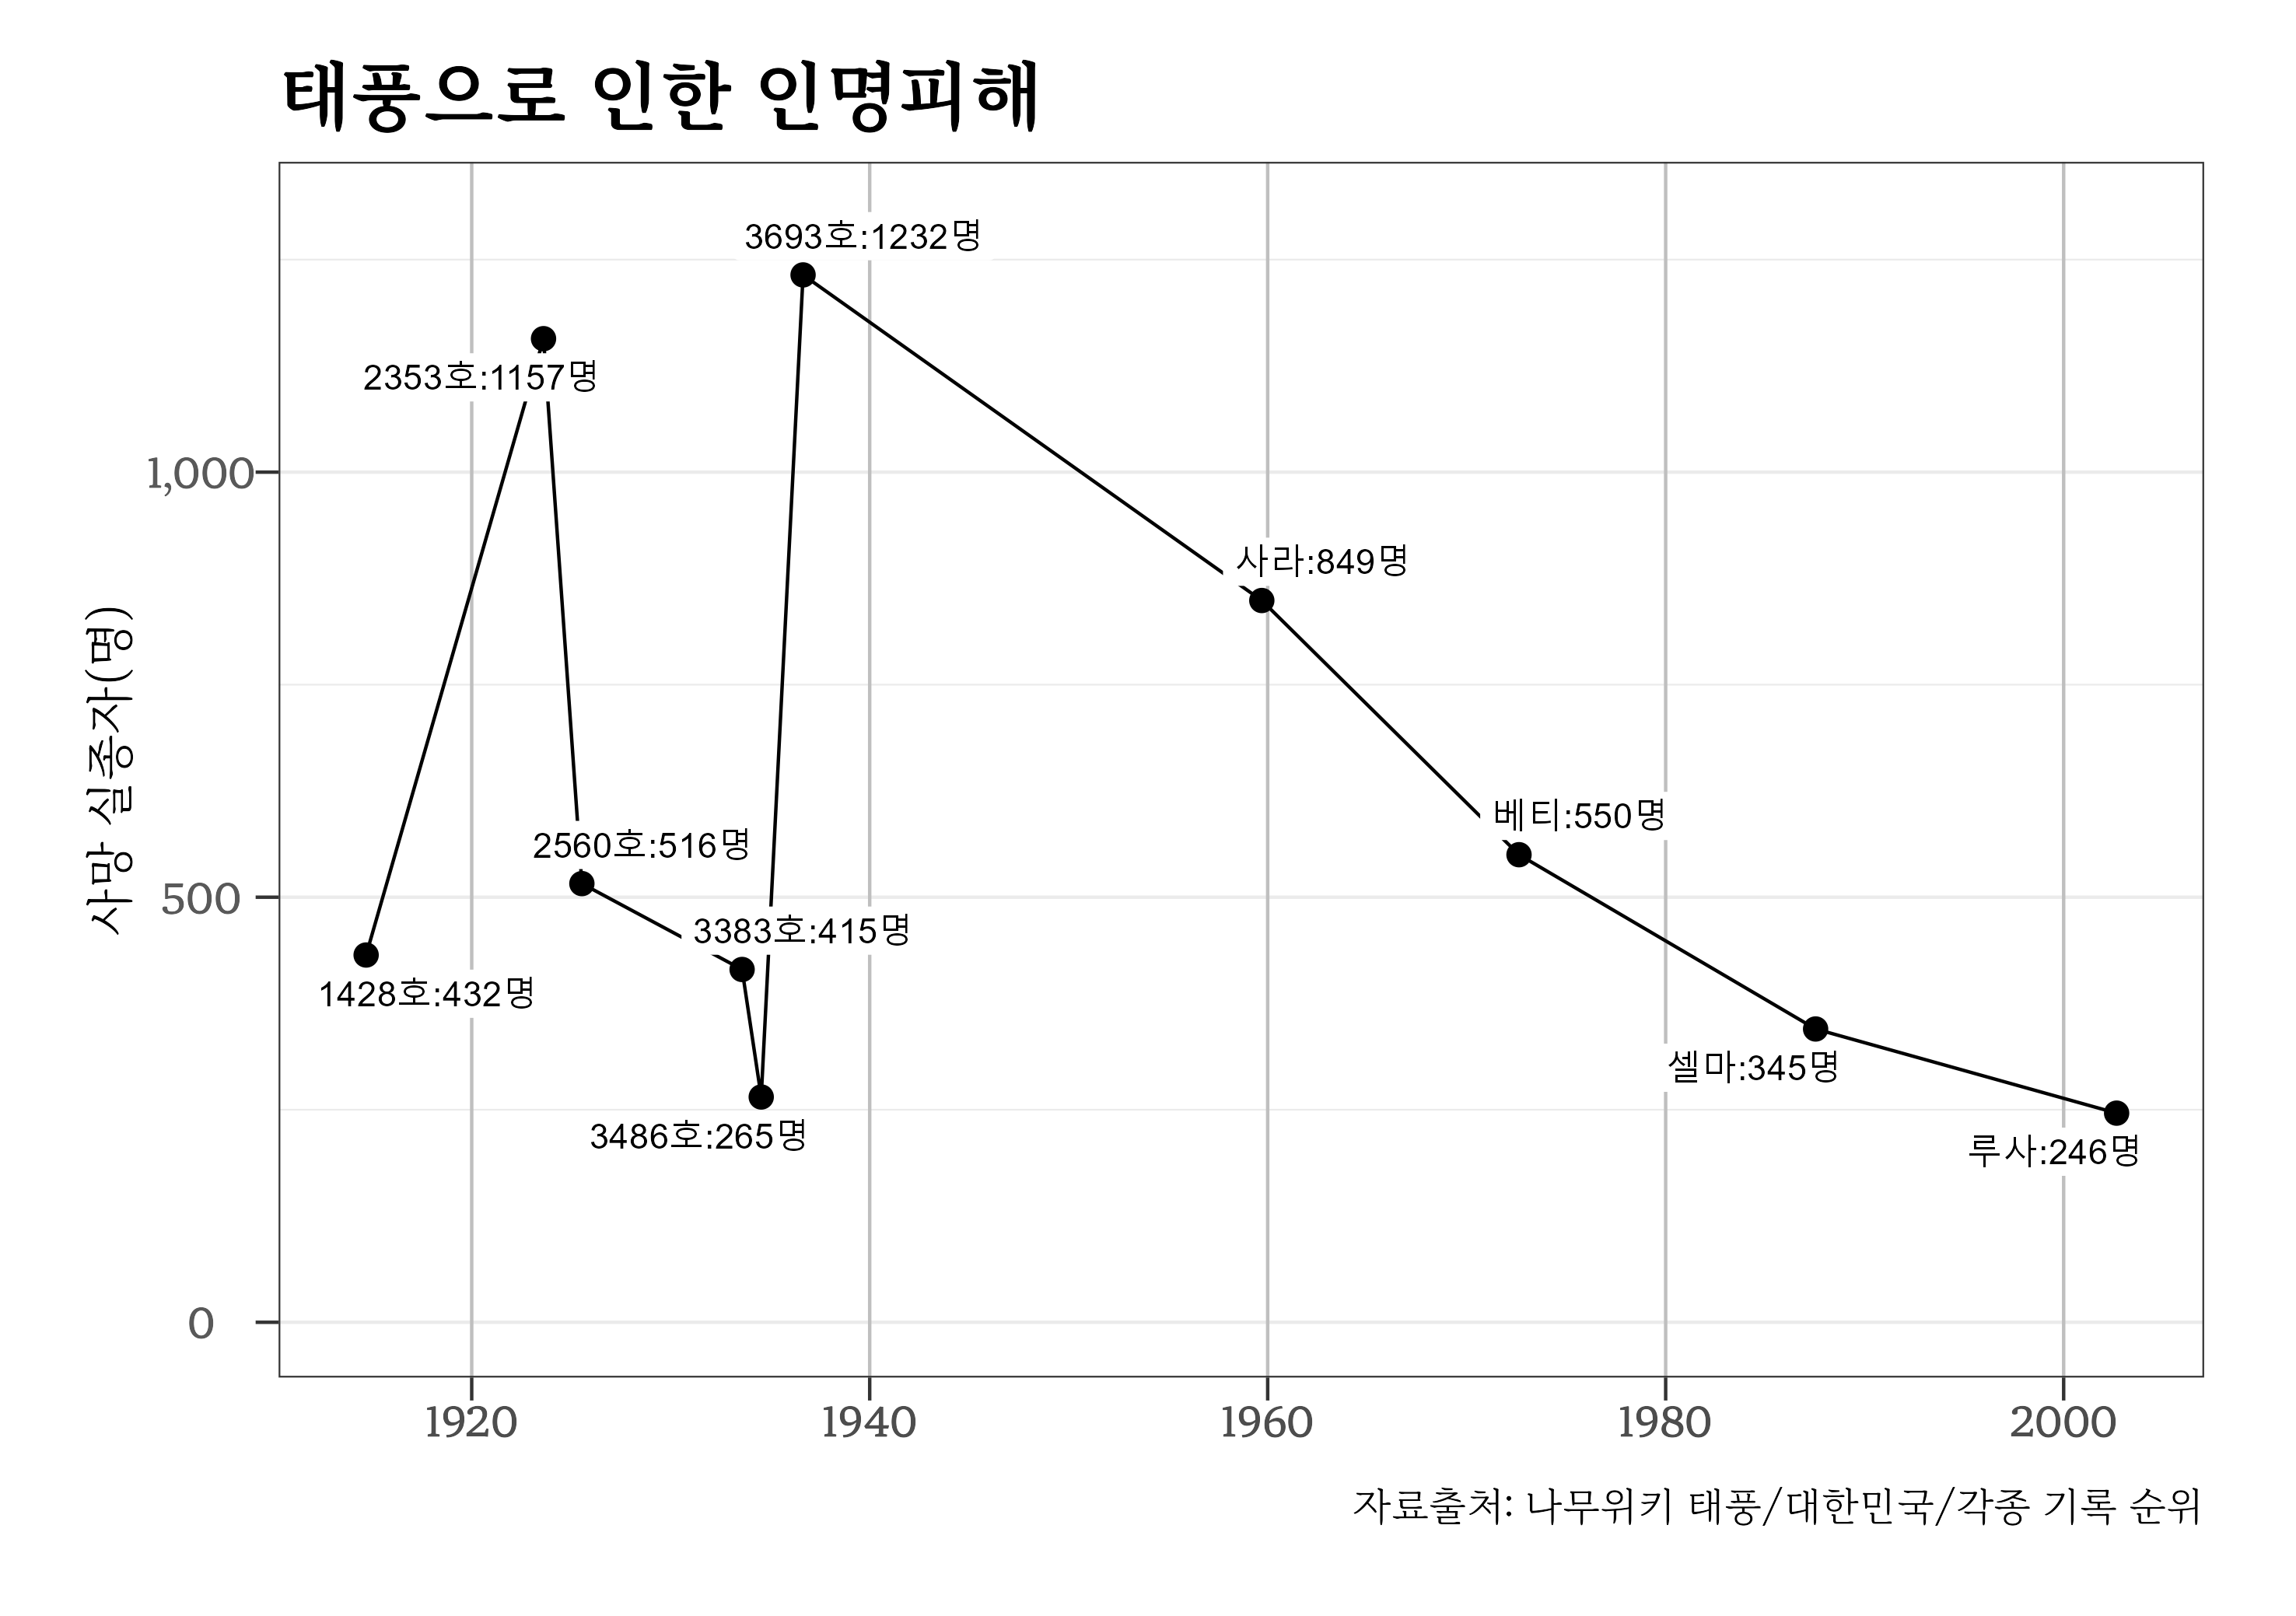 태풍으로 인한 인명피해
사망 실종자(명)
1,000
500
0
3693호:1232명
2353호:1157명
사라:849명
베티:550명
2560호:516명
3383호:415명
1428호:432명
셀마:345명
3486호:265명
루사:246명
1920
1940
1960
1980
2000
자료출처: 나무위키 태풍/대한민국/각종 기록 순위